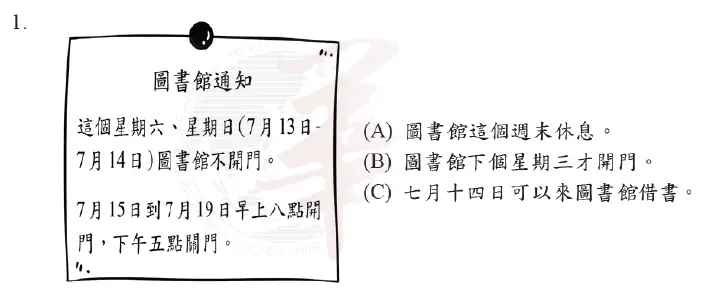 1.
圖書館通知
這個星期六、星期日(7月13日-
7月14日)圖書館不開門。
7月15日到7月19日早上八點開
門，下午五點關門。
(A) 圖書館這個週末休息。
(B) 圖書館下個星期三才開門。
(C) 七月十四日可以來圖書館借書。